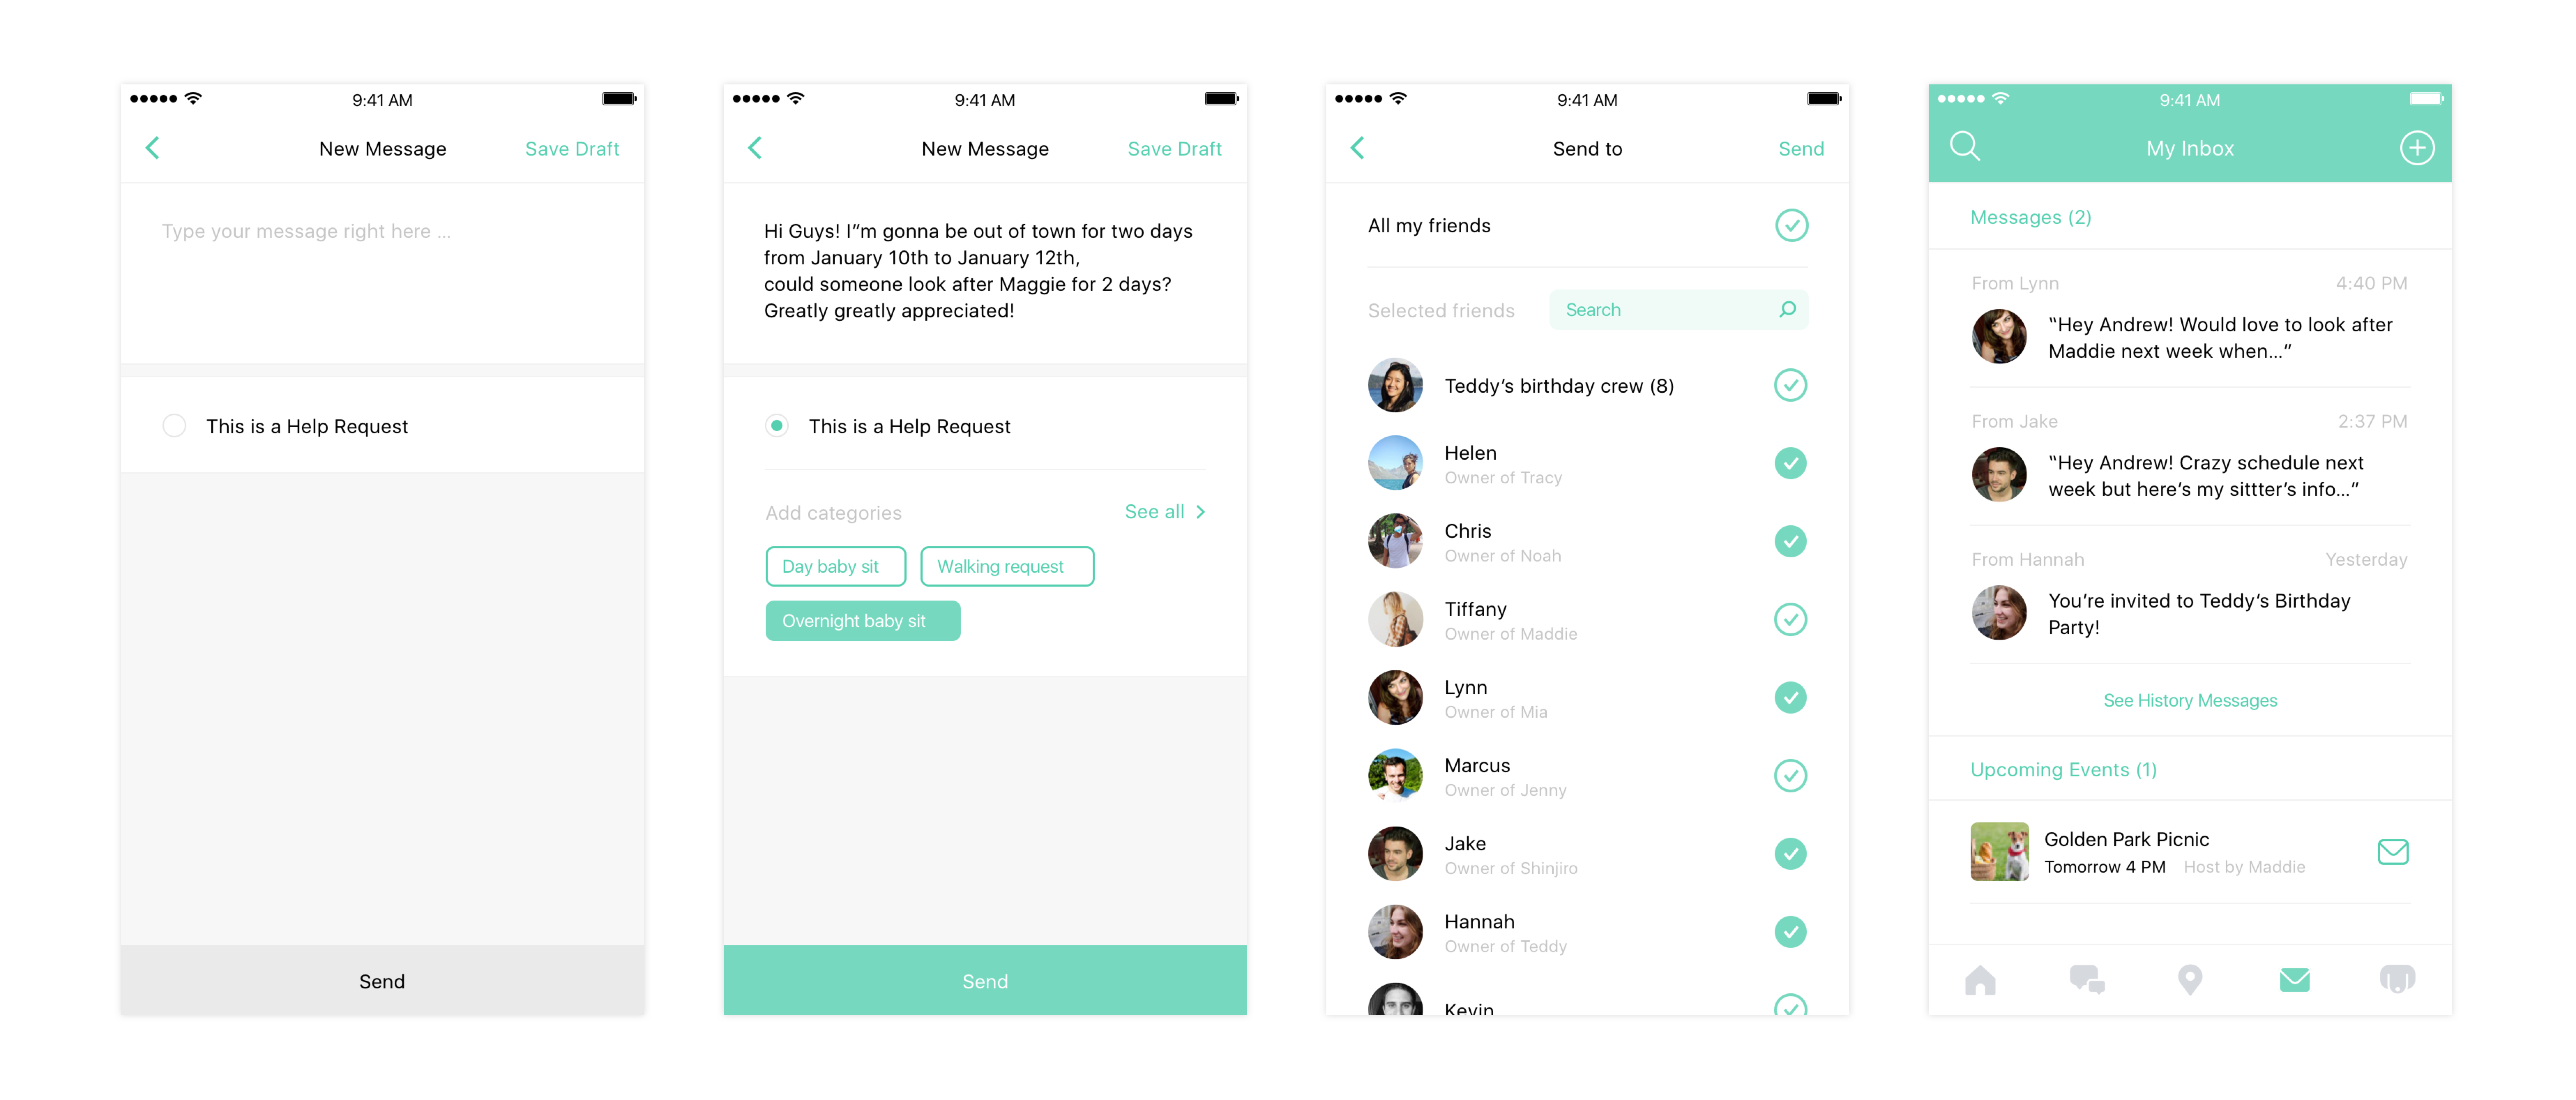 9:41 AM
New Message
Save Draft
Type your message right here ...
This is a Help Request
Send
9:41 AM
New Message
Save Draft
Hi Guys! I"m gonna be out of town for two days
from January 10th to January 12th,
could someone look after Maggie for 2 days?
Greatly greatly appreciated!
This is a Help Request
Add categories
See all
Day baby sit
Walking request
Overnight baby sit
Send
9:41 AM
Send to
Send
All my friends
Selected friends
Search
Teddy’s birthday crew (8)
Helen
Owner of Tracy
Chris
Owner of Noah
Tiffany
Owner of Maddie
Lynn
Owner of Mia
Marcus
Owner of Jenny
Jake
Owner of Shinjiro
Hannah
Owner of Teddy
Kevin
9:41 AM
My Inbox
Messages (2)
From Lynn
4:40 PM
“Hey Andrew! Would love to look after
Maddie next week when...”
From Jake
2:37 PM
“Hey Andrew! Crazy schedule next
week but here’s my sittter’s info...”
From Hannah
Yesterday
You’re invited to Teddy’s Birthday
Party!
See History Messages
Upcoming Events (1)
Golden Park Picnic
Tomorrow 4 PM
Host by Maddie